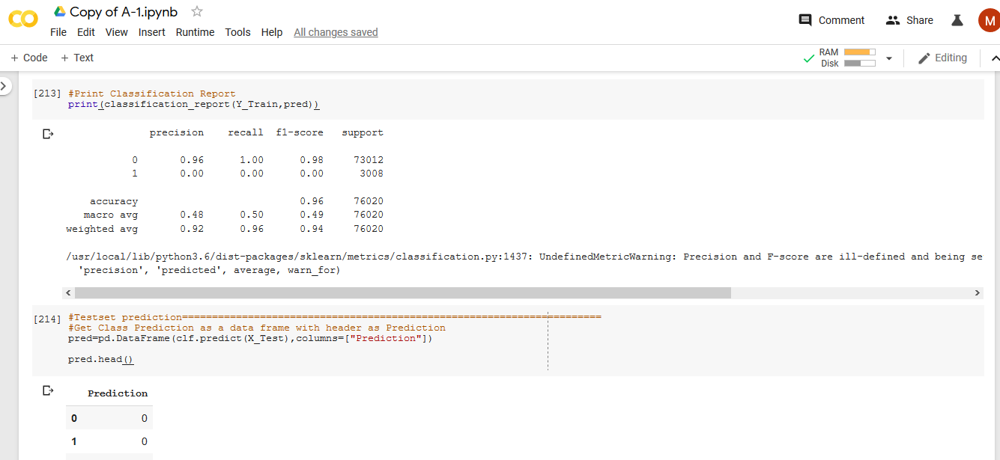 Copy of A-1.ipynb
File Edit View Insert Runtime Tools Help All changes saved
Comment Share M
+ Code + Text
RAM
Disk
Editing
[213] #Print Classification Report
print(classification_report(Y_Train,pred))
precision recall f1-score support
0 0.96 1.00 0.98 73012
1 0.00 0.00 0.00 3008
accuracy 0.96 76020
macro avg 0.48 0.50 0.49 76020
weighted avg 0.92 0.96 0.94 76020
/usr/local/lib/python3.6/dist-packages/sklearn/metrics/classification.py:1437: UndefinedMetricWarning: Precision and F-score are ill-defined and being se
'precision', 'predicted', average, warn_for)
[214] #Testset prediction======================================================================
#Get Class Prediction as a data frame with header as Prediction
pred=pd.DataFrame(clf.predict(X_Test),columns=["Prediction"])
pred.head()
Prediction
0 0
1 0